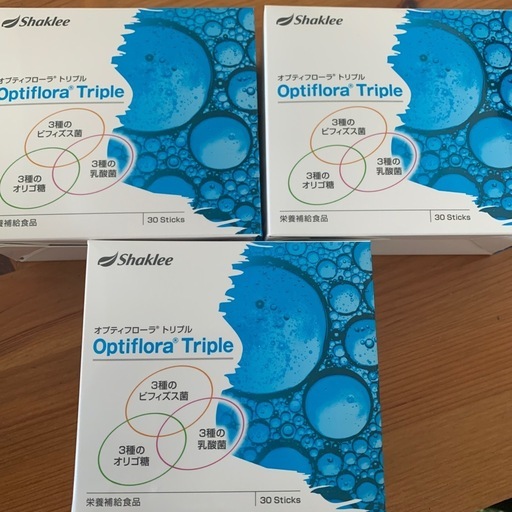 Shaklee
オプティフローラ® トリプル
Optiflora® Triple
3種の
ビフィズス菌
3種の
オリゴ糖
3種の
乳酸菌
栄養補給食品
30 Sticks
Shaklee
オプティフローラ® トリプル
Optiflora® Triple
3種の
ビフィズス菌
3種の
オリゴ糖
3種の
乳酸菌
栄養補給食品
30 Sticks
Shaklee
オプティフローラ® トリプル
Optiflora® Triple
3種の
ビフィズス菌
3種の
オリゴ糖
3種の
乳酸菌
栄養補給食品
30 Sticks